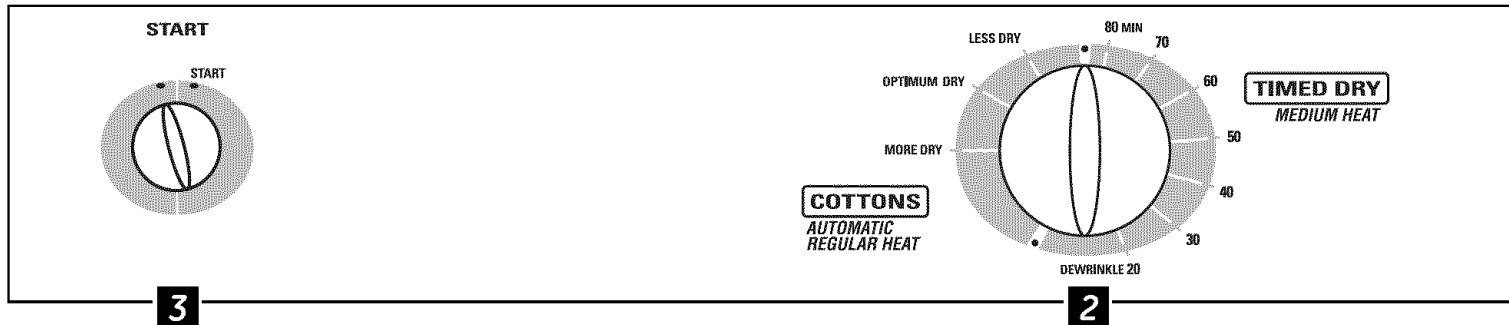 START
START
3
LESS DRY
OPTIMUM DRY
MORE DRY
COTTONS
AUTOMATIC
REGULAR HEAT
80 MIN
70
60
50
40
30
DEWRINKLE 20
TIMED DRY
MEDIUM HEAT
2